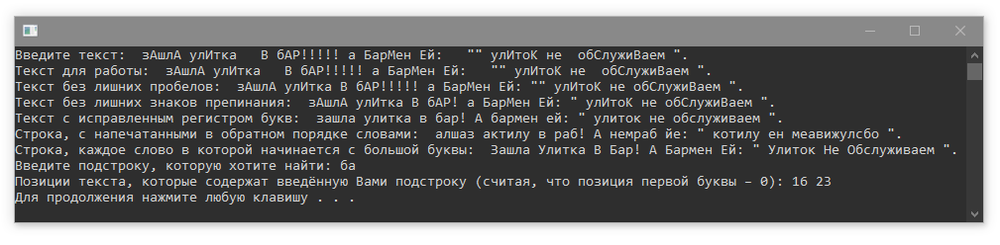 Введите текст:  зАшлА улИтка   В бАР!!!!! а БарМен Ей:   "" улИтоК не  обСлужиВаем ".
Текст для работы:  зАшлА улИтка   В бАР!!!!! а БарМен Ей:   "" улИтоК не  обСлужиВаем ".
Текст без лишних пробелов:  зАшлА улИтка В бАР!!!!! а БарМен Ей: "" улИтоК не обСлужиВаем ".
Текст без лишних знаков препинания:  зАшлА улИтка В бАР! а БарМен Ей: " улИтоК не обСлужиВаем ".
Текст с исправленным регистром букв:  зашла улитка в бар! А бармен ей: " улиток не обслуживаем ".
Строка, с напечатанными в обратном порядке словами:  алшаз актилу в раб! А немраб йе: " котилу ен меавижулсбо ".
Строка, каждое слово в которой начинается с большой буквы:  Зашла Улитка В Бар! А Бармен Ей: " Улиток Не Обслуживаем ".
Введите подстроку, которую хотите найти: ба
Позиции текста, которые содержат введённую Вами подстроку (считая, что позиция первой буквы – 0): 16 23
Для продолжения нажмите любую клавишу . . .